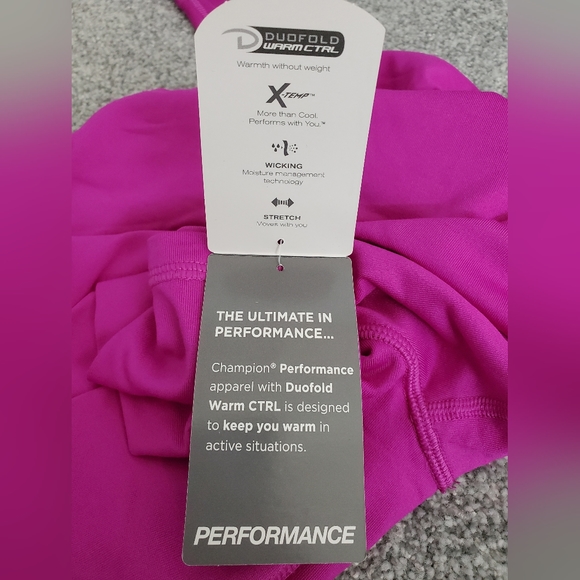 DUOFOLD
WARM CTRL
Warmth without weight
X-TEMP™
More than Cool.
Performs with You.™
WICKING
Moisture management
technology
STRETCH
Moves with you
THE ULTIMATE IN
PERFORMANCE...
Champion® Performance
apparel with Duofold
Warm CTRL is designed
to keep you warm in
active situations.
PERFORMANCE